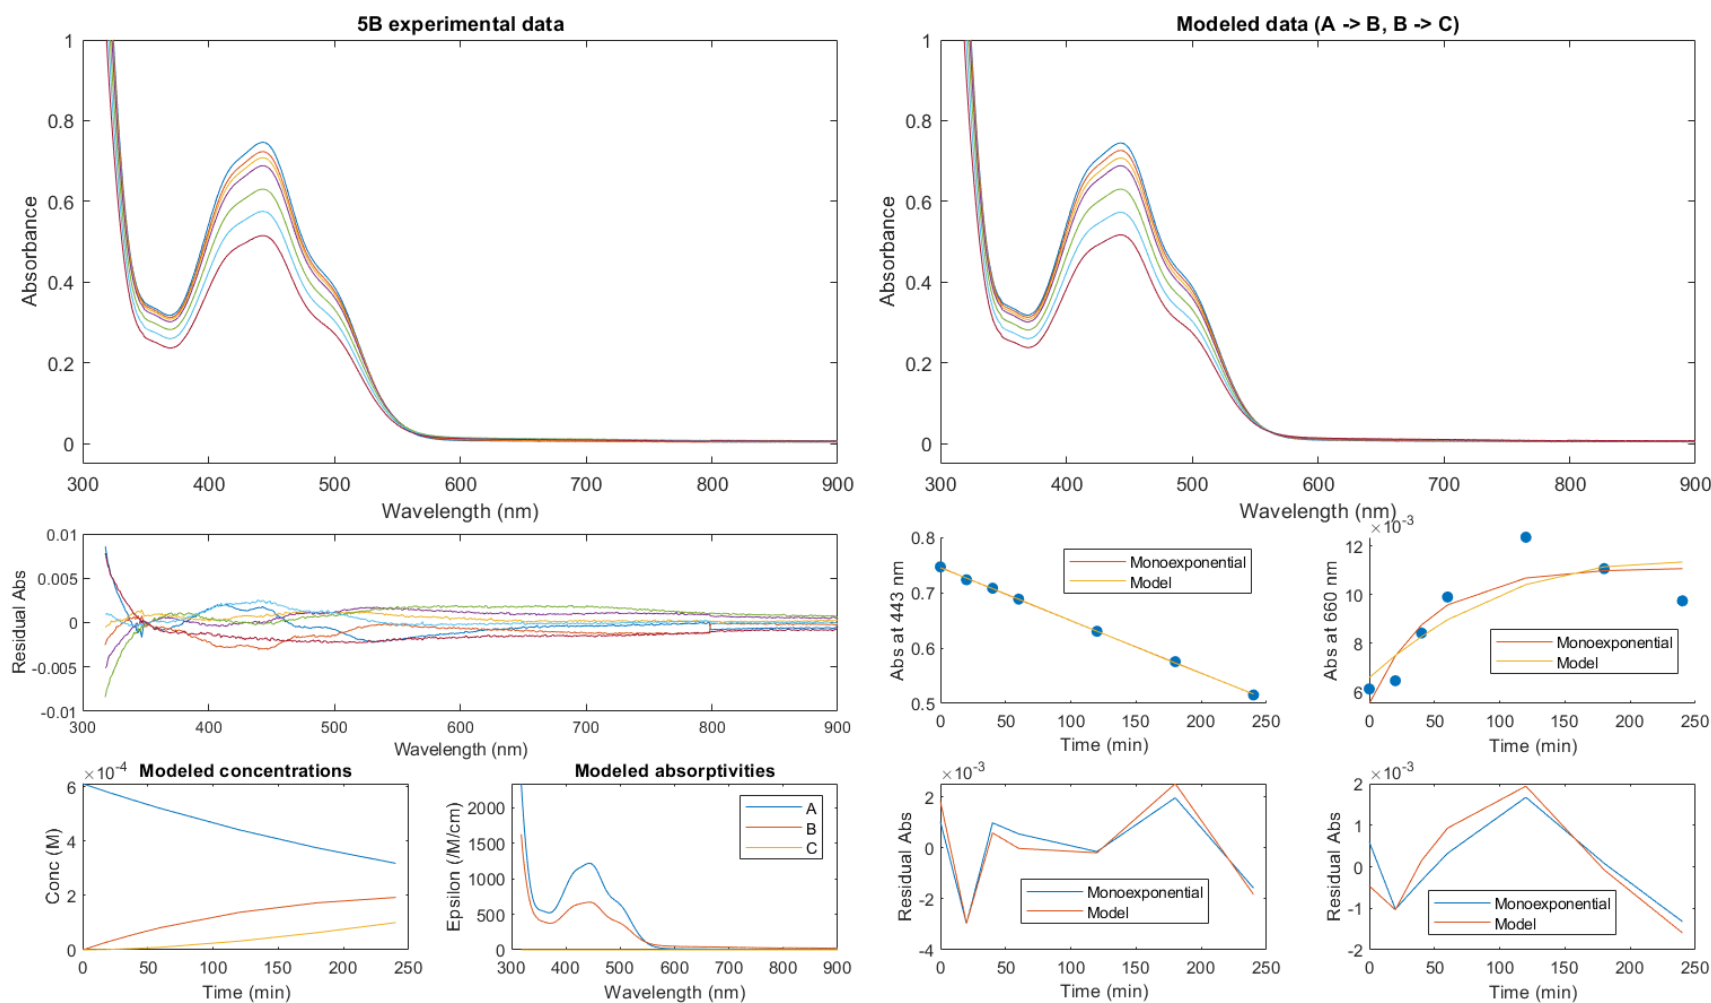 5B experimental data
1
0.8
0.6
0.4
0.2
0
Absorbance
300 400 500 600 700 800 900
Wavelength (nm)
Modeled data (A -> B, B -> C)
1
0.8
0.6
0.4
0.2
0
Absorbance
300 400 500 600 700 800 900
Wavelength (nm)
0.01
0.005
0
-0.005
-0.01
Residual Abs
300 400 500 600 700 800 900
Wavelength (nm)
0.8
0.7
0.6
0.5
Abs at 443 nm
Monoexponential
Model
0 50 100 150 200 250
Time (min)
×10-3
12
10
8
6
Abs at 660 nm
Monoexponential
Model
0 50 100 150 200 250
Time (min)
×10-4
Modeled concentrations
6
4
2
0
Conc (M)
0 50 100 150 200 250
Time (min)
Modeled absorptivities
2000
1500
1000
500
0
Epsilon (/M/cm)
A
B
C
300 400 500 600 700 800 900
Wavelength (nm)
×10-3
2
0
-2
-4
Residual Abs
Monoexponential
Model
0 50 100 150 200 250
Time (min)
×10-3
2
1
0
-1
-2
Residual Abs
Monoexponential
Model
0 50 100 150 200 250
Time (min)